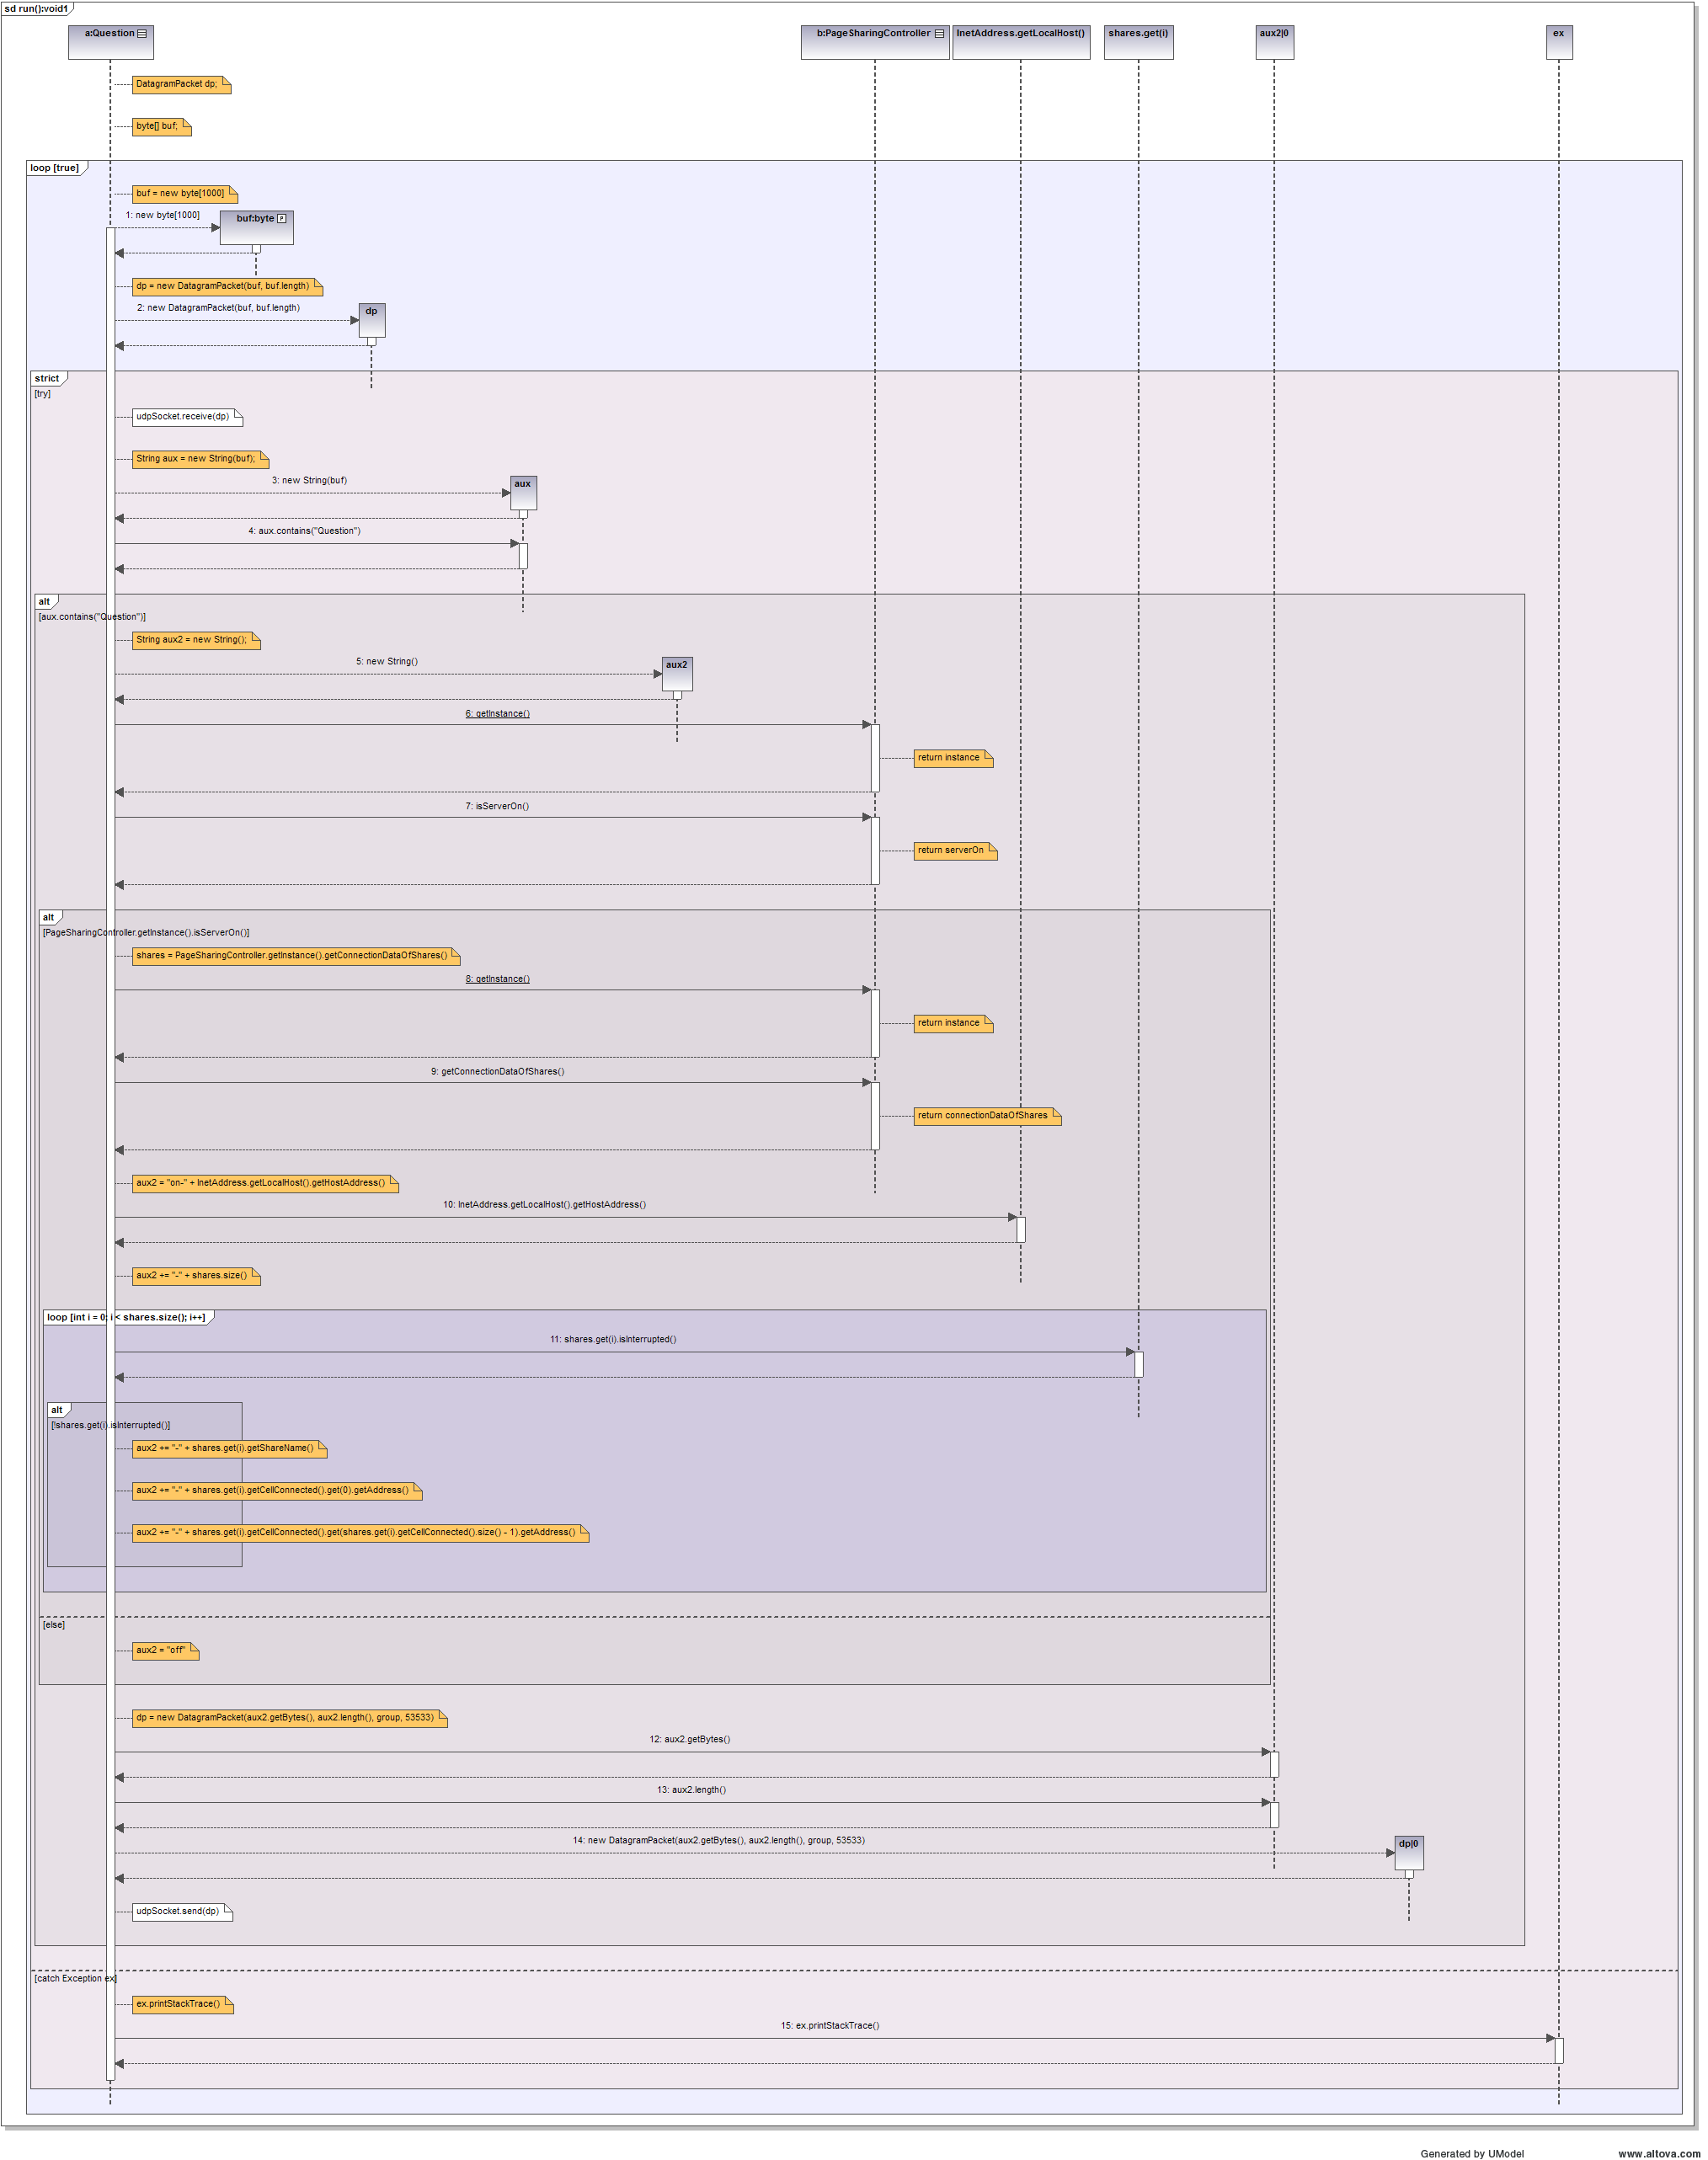 sd run():void1
a:Question
b:PageSharingController
InetAddress.getLocalHost()
shares.get(i)
aux2|0
ex
DatagramPacket dp;
byte[] buf;
loop [true]
buf = new byte[1000]
1: new byte[1000]
buf:byte
P
dp = new DatagramPacket(buf, buf.length)
2: new DatagramPacket(buf, buf.length)
dp
strict
[try]
udpSocket.receive(dp)
String aux = new String(buf);
3: new String(buf)
aux
4: aux.contains("Question")
alt
[aux.contains("Question")]
String aux2 = new String();
5: new String()
aux2
6: getInstance()
return instance
7: isServerOn()
return serverOn
alt
[PageSharingController.getInstance().isServerOn()]
shares = PageSharingController.getInstance().getConnectionDataOfShares()
8: getInstance()
return instance
9: getConnectionDataOfShares()
return connectionDataOfShares
aux2 = "on-" + InetAddress.getLocalHost().getHostAddress()
10: InetAddress.getLocalHost().getHostAddress()
aux2 += "-" + shares.size()
loop [int i = 0; i < shares.size(); i++]
11: shares.get(i).isInterrupted()
alt
[!shares.get(i).isInterrupted()]
aux2 += "-" + shares.get(i).getShareName()
aux2 += "-" + shares.get(i).getCellConnected().get(0).getAddress()
aux2 += "-" + shares.get(i).getCellConnected().get(shares.get(i).getCellConnected().size() - 1).getAddress()
[else]
aux2 = "off"
dp = new DatagramPacket(aux2.getBytes(), aux2.length(), group, 53533)
12: aux2.getBytes()
13: aux2.length()
14: new DatagramPacket(aux2.getBytes(), aux2.length(), group, 53533)
dp|0
udpSocket.send(dp)
[catch Exception ex]
ex.printStackTrace()
15: ex.printStackTrace()
Generated by UModel
www.altova.com